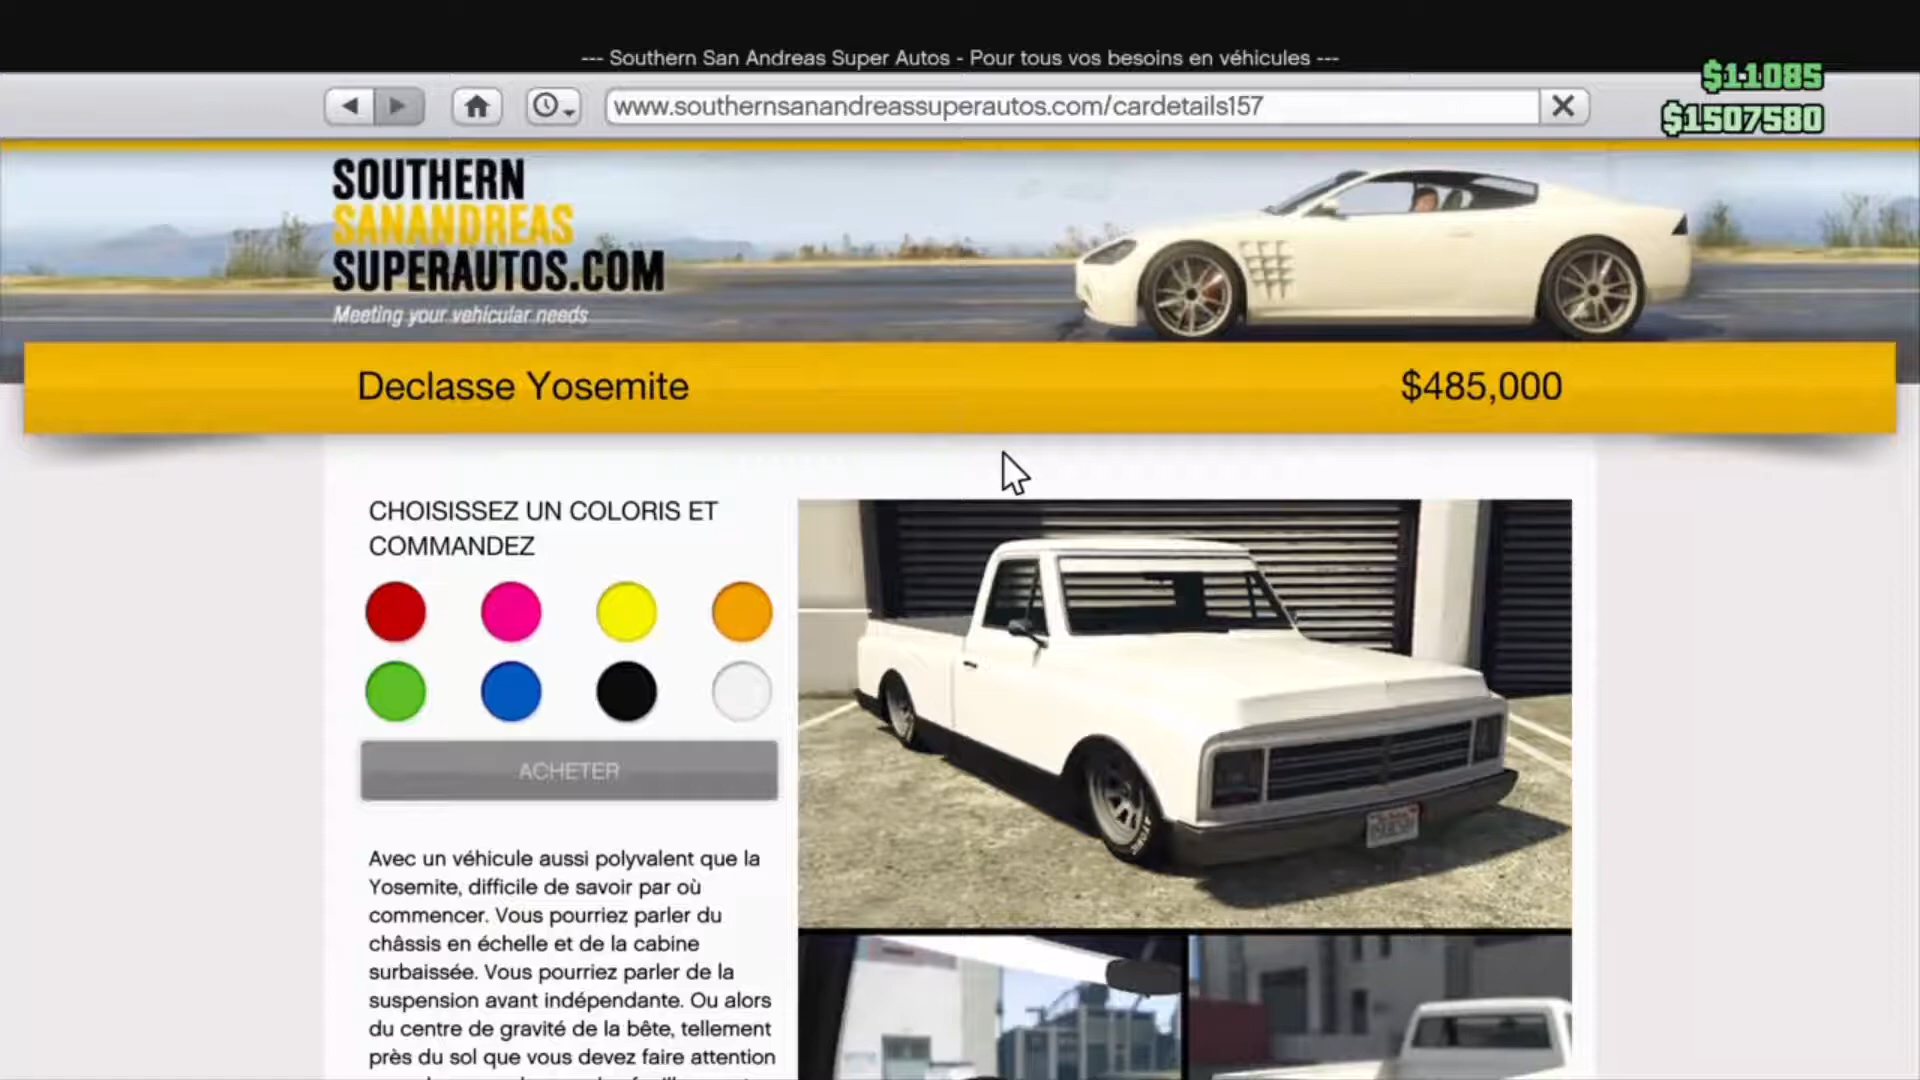 --- Southern San Andreas Super Autos - Pour tous vos besoins en véhicules ---
$11085
www.southernsanandreassuperautos.com/cardetails157
$1507580
SOUTHERN
SANANDREAS
SUPERAUTOS.COM
Meeting your vehicular needs
Declasse Yosemite
$485,000
CHOISISSEZ UN COLORIS ET
COMMANDEZ
ACHETER
Avec un véhicule aussi polyvalent que la
Yosemite, difficile de savoir par où
commencer. Vous pourriez parler du
châssis en échelle et de la cabine
surbaissée. Vous pourriez parler de la
suspension avant indépendante. Ou alors
du centre de gravité de la bête, tellement
près du sol que vous devez faire attention